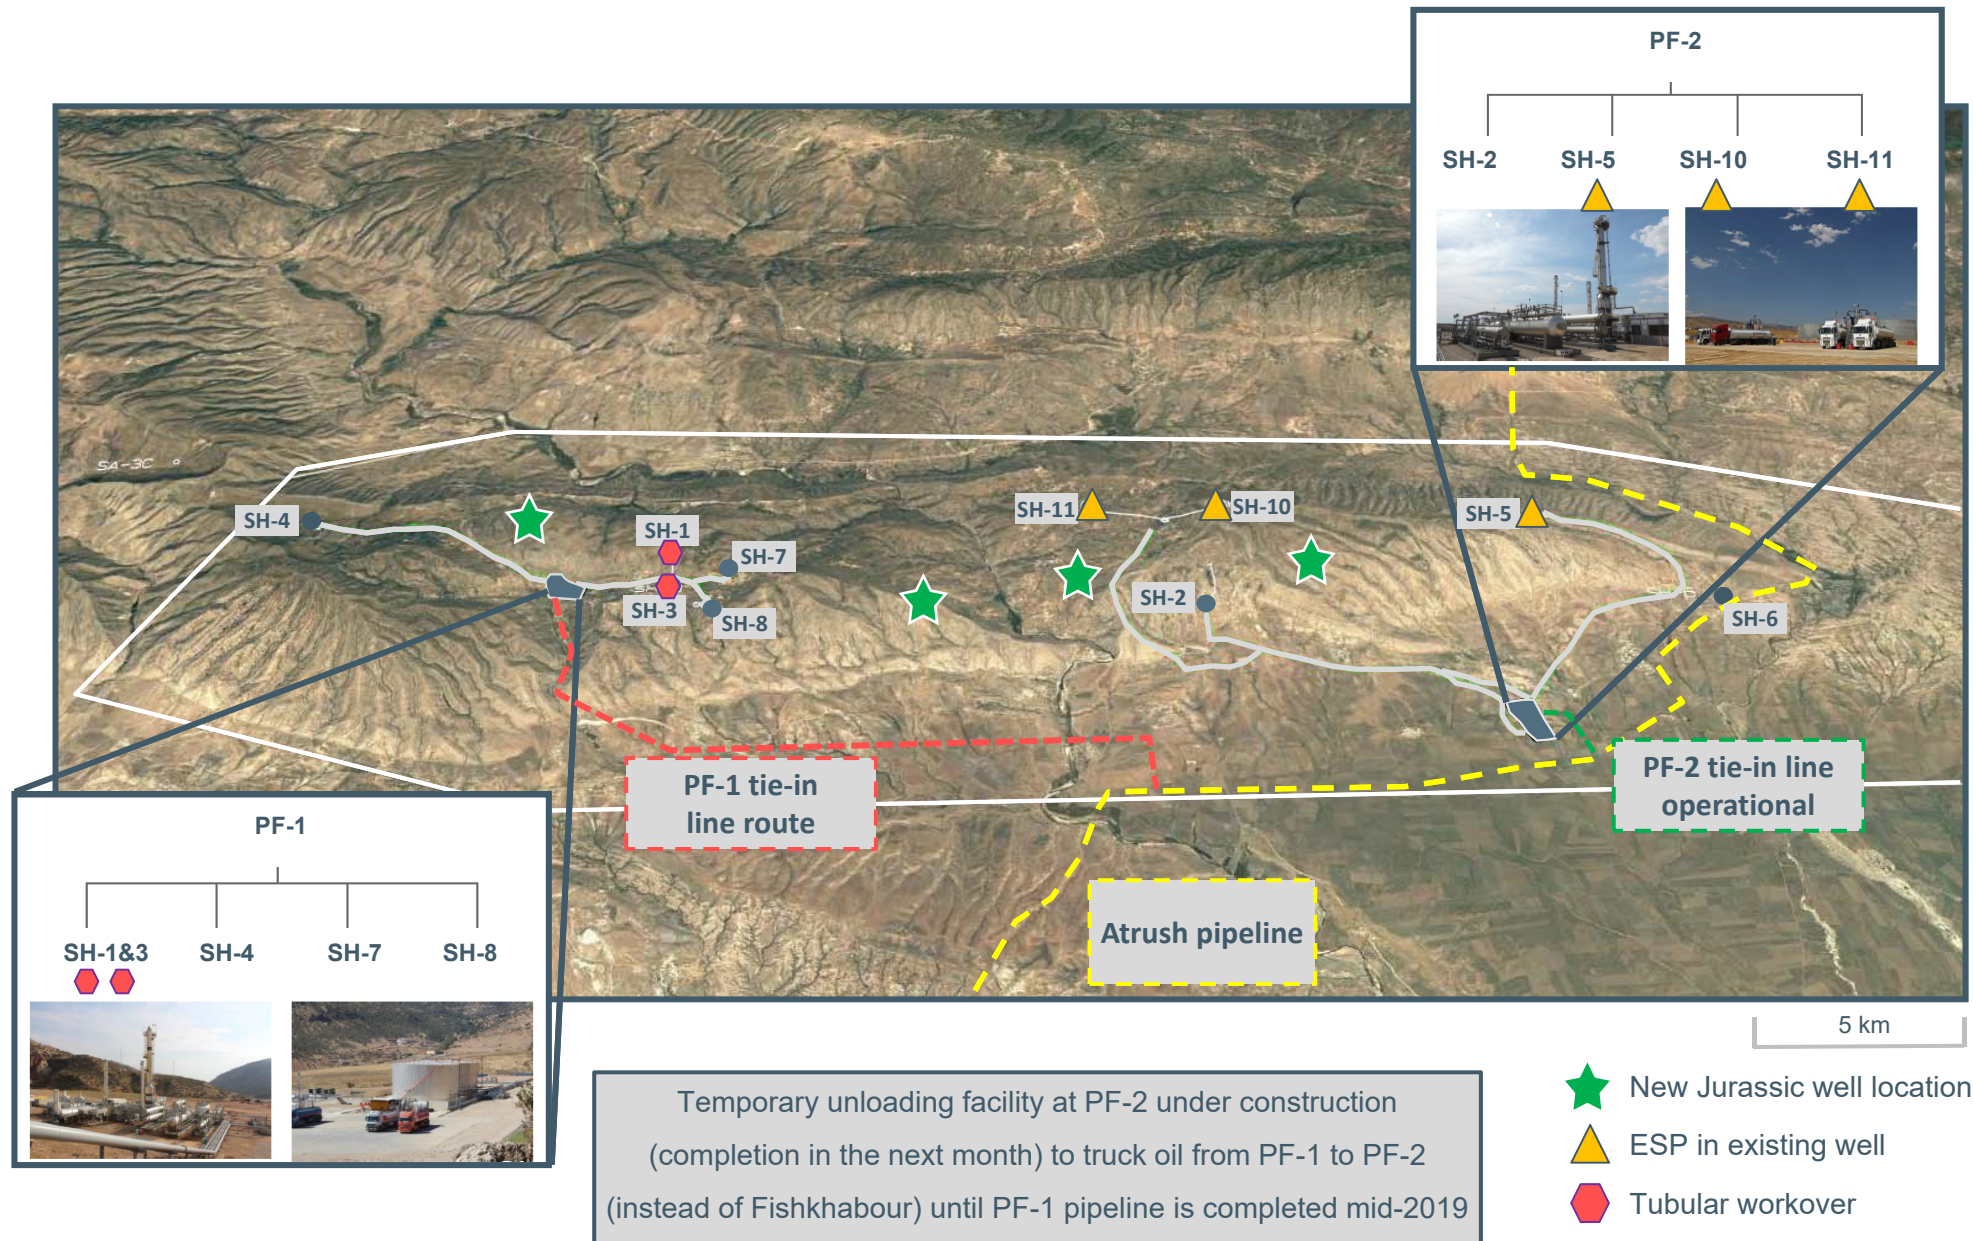 PF-2
SH-2
SH-5
SH-10
SH-11
SA-3C
SH-4
SH-1
SH-7
SH-3
SH-8
SH-11
SH-10
SH-2
SH-5
SH-6
PF-1 tie-in
line route
PF-2 tie-in line
operational
Atrush pipeline
PF-1
SH-1&3
SH-4
SH-7
SH-8
5 km
New Jurassic well location
ESP in existing well
Tubular workover
Temporary unloading facility at PF-2 under construction
(completion in the next month) to truck oil from PF-1 to PF-2
(instead of Fishkhabour) until PF-1 pipeline is completed mid-2019